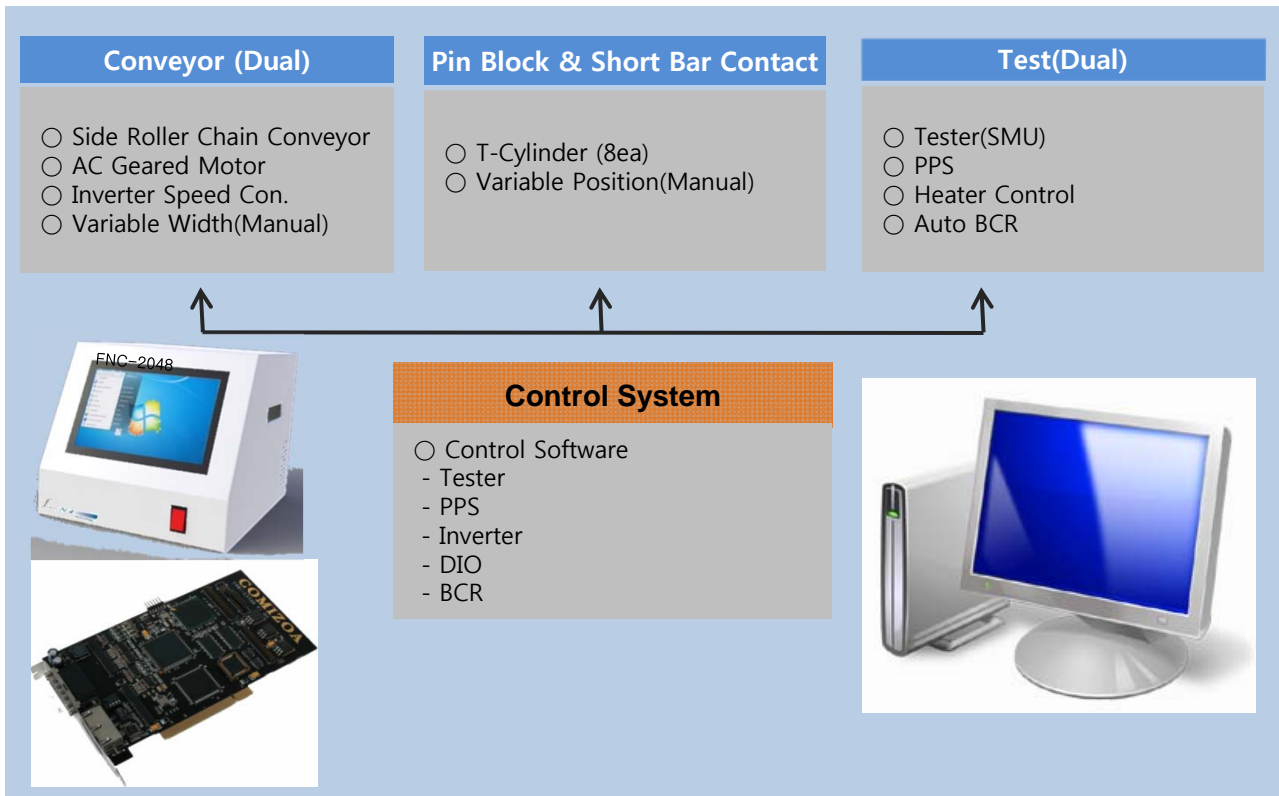 Conveyor (Dual)
○ Side Roller Chain Conveyor
○ AC Geared Motor
○ Inverter Speed Con.
○ Variable Width(Manual)
Pin Block & Short Bar Contact
○ T-Cylinder (8ea)
○ Variable Position(Manual)
Test(Dual)
○ Tester(SMU)
○ PPS
○ Heater Control
○ Auto BCR
FNC-2048
Control System
○ Control Software
- Tester
- PPS
- Inverter
- DIO
- BCR
COMIZOA